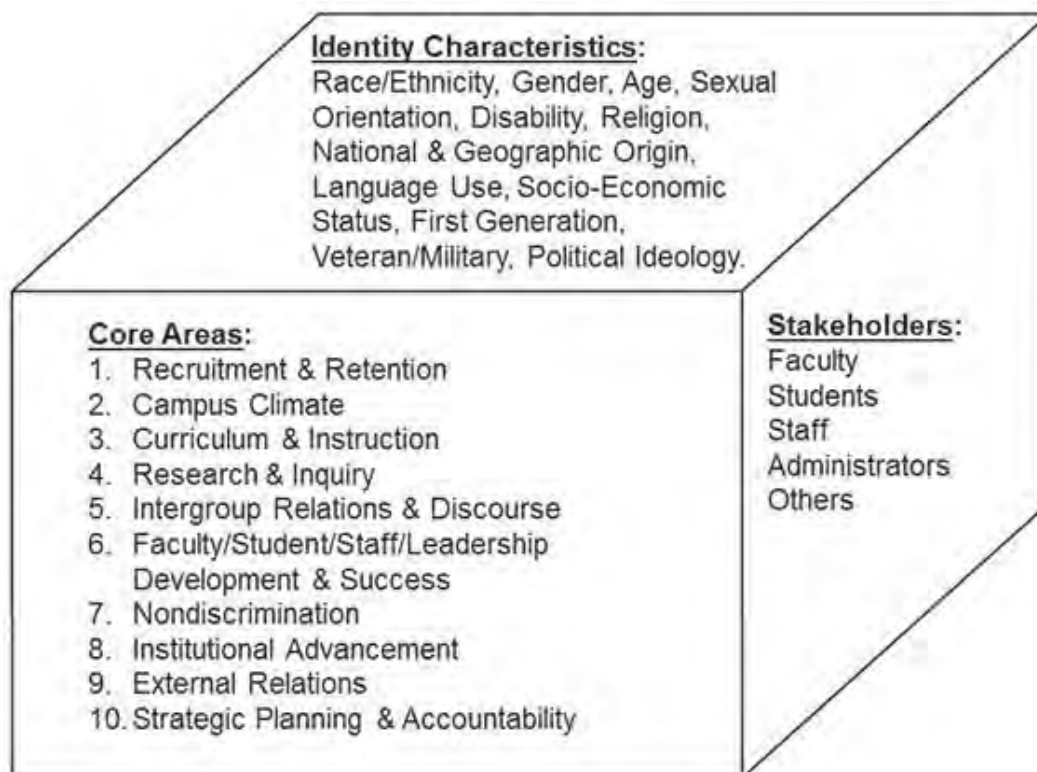 Identity Characteristics:
Race/Ethnicity, Gender, Age, Sexual
Orientation, Disability, Religion,
National & Geographic Origin,
Language Use, Socio-Economic
Status, First Generation,
Veteran/Military, Political Ideology.
Core Areas:
1. Recruitment & Retention
2. Campus Climate
3. Curriculum & Instruction
4. Research & Inquiry
5. Intergroup Relations & Discourse
6. Faculty/Student/Staff/Leadership
Development & Success
7. Nondiscrimination
8. Institutional Advancement
9. External Relations
10. Strategic Planning & Accountability
Stakeholders:
Faculty
Students
Staff
Administrators
Others